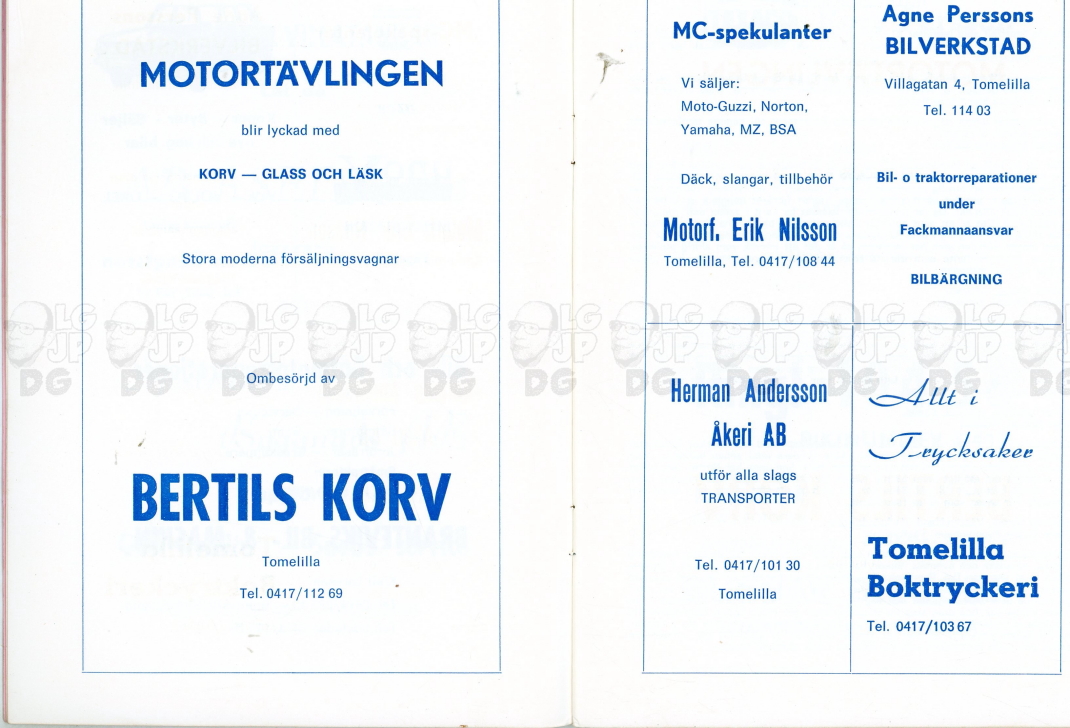 MOTORTÄVLINGEN
blir lyckad med
KORV — GLASS OCH LÄSK
Stora moderna försäljningsvagnar
Ombesörjd av
BERTILS KORV
Tomelilla
Tel. 0417/112 69
MC-spekulanter
Vi säljer:
Moto-Guzzi, Norton,
Yamaha, MZ, BSA
Däck, slangar, tillbehör
Motorf. Erik Nilsson
Tomelilla, Tel. 0417/108 44
Agne Perssons
BILVERKSTAD
Villagatan 4, Tomelilla
Tel. 114 03
Bil- o traktorreparationer
under
Fackmannaansvar
BILBÄRGNING
Herman Andersson
Åkeri AB
utför alla slags
TRANSPORTER
Tel. 0417/101 30
Tomelilla
Allt i
Trycksaker
Tomelilla
Boktryckeri
Tel. 0417/103 67
LG
JP
DG